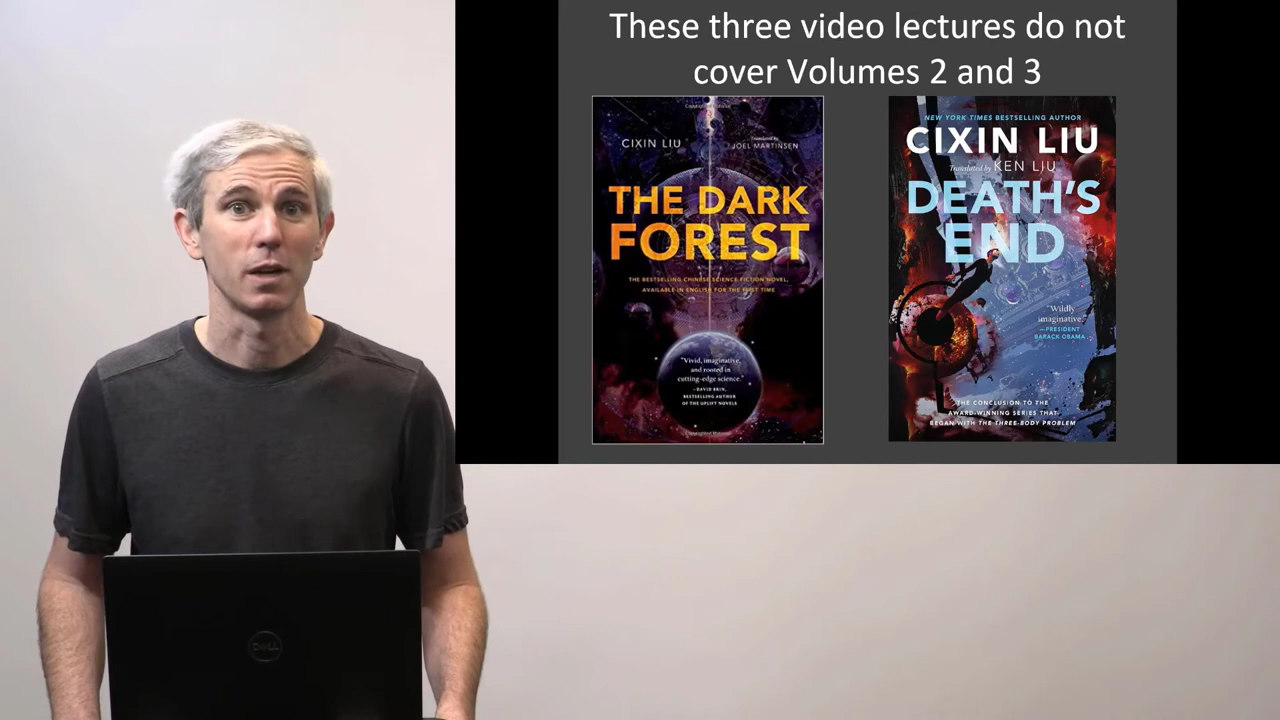 These three video lectures do not
cover Volumes 2 and 3
CIXIN LIU
Translated by
JOEL MARTINSEN
THE DARK
FOREST
THE BESTSELLING CHINESE SCIENCE FICTION NOVEL,
AVAILABLE IN ENGLISH FOR THE FIRST TIME
"Vivid, imaginative,
and rooted in
cutting-edge science."
—DAVID BRIN,
BESTSELLING AUTHOR
OF THE UPLIFT NOVELS
NEW YORK TIMES BESTSELLING AUTHOR
CIXIN LIU
Translated by KEN LIU
DEATH'S
END
"Wildly
imaginative."
—PRESIDENT
BARACK OBAMA
THE CONCLUSION TO THE
AWARD-WINNING SERIES THAT
BEGAN WITH THE THREE-BODY PROBLEM
DELL